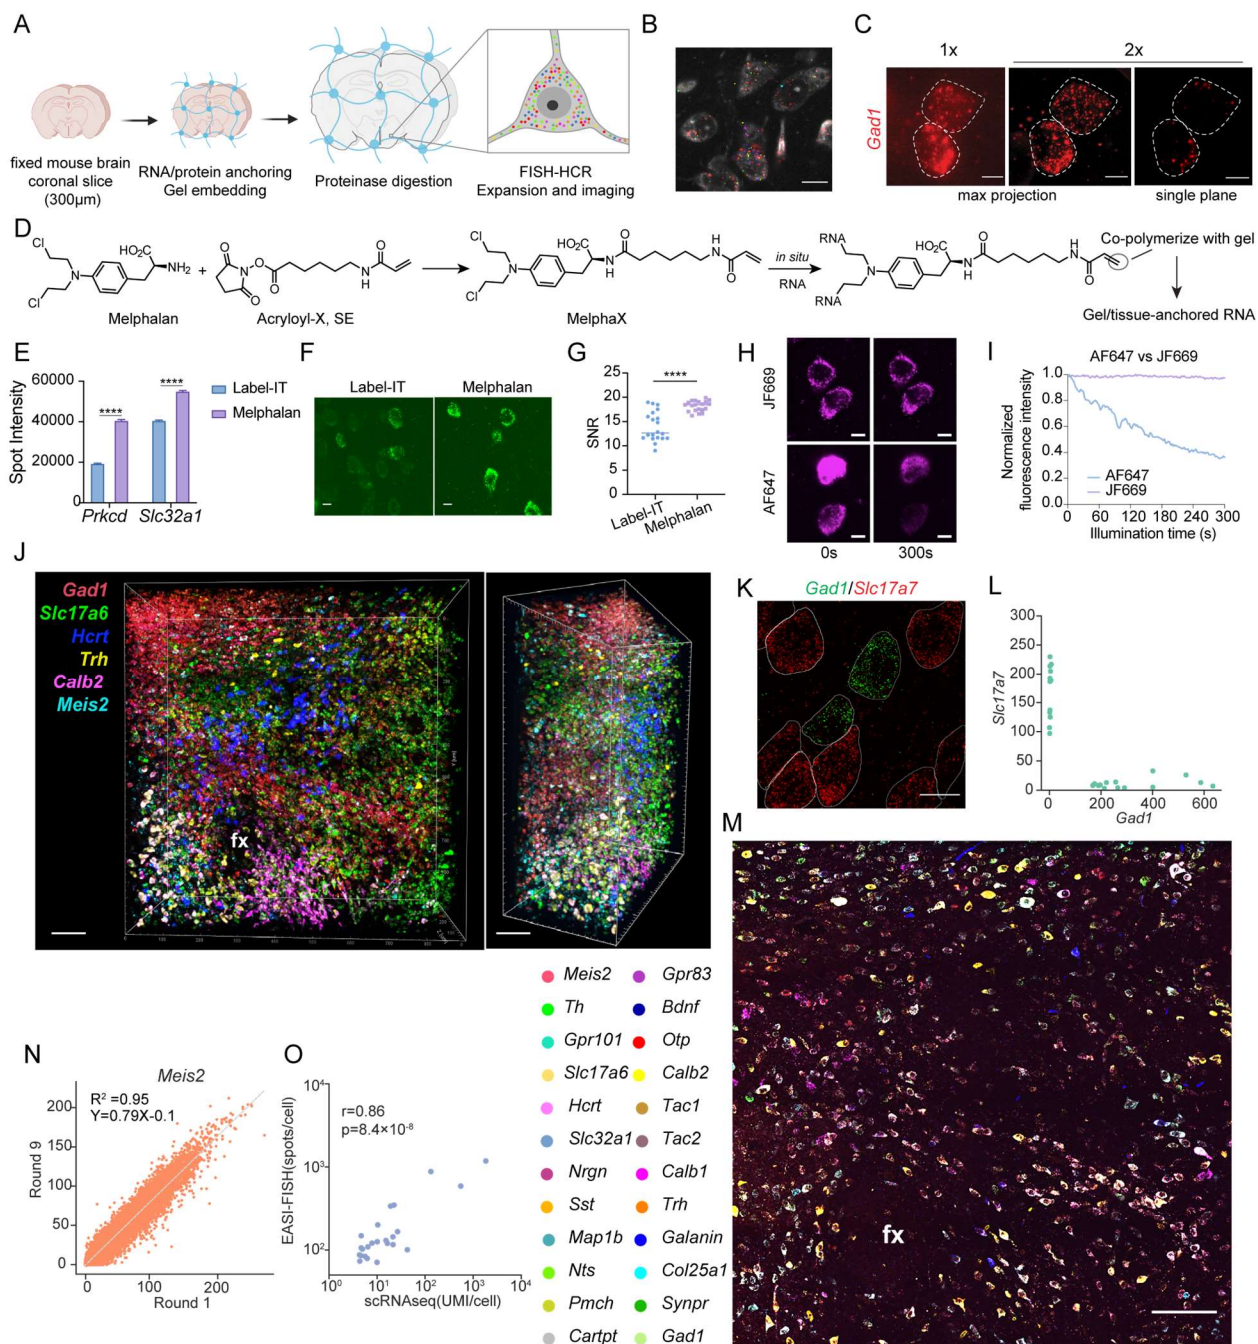 A
fixed mouse brain
coronal slice
(300μm)
RNA/protein anchoring
Gel embedding
Proteinase digestion
FISH-HCR
Expansion and imaging
B
C
1x
2x
Gad1
max projection
single plane
D
Cl
Cl
N
HO₂C
NH₂
+
O
N
O
O
O
H
N
O
Melphalan
Acryloyl-X, SE
Cl
Cl
N
HO₂C
O
N
H
H
N
O
MelphaX
in situ
RNA
RNA
RNA
N
HO₂C
O
N
H
H
N
O
Co-polymerize with gel
Gel/tissue-anchored RNA
E
Spot Intensity
60000
40000
20000
0
****
****
Prkcd
Slc32a1
Label-IT
Melphalan
F
Label-IT
Melphalan
G
SNR
25
20
15
10
5
0
****
Label-IT
Melphalan
H
JF669
AF647
0s
300s
I
AF647 vs JF669
Normalized
fluorescence intensity
1.0
0.8
0.6
0.4
0.2
0.0
AF647
JF669
0 60 120 180 240 300
Illumination time (s)
J
Gad1
Slc17a6
Hcrt
Trh
Calb2
Meis2
fx
K
Gad1/Slc17a7
L
Slc17a7
300
250
200
150
100
50
0
0 200 400 600
Gad1
M
fx
Meis2
Th
Gpr101
Slc17a6
Hcrt
Slc32a1
Nrgn
Sst
Map1b
Nts
Pmch
Cartpt
Gpr83
Bdnf
Otp
Calb2
Tac1
Tac2
Calb1
Trh
Galanin
Col25a1
Synpr
Gad1
N
Meis2
R² =0.95
Y=0.79X-0.1
Round 9
200
150
100
50
0
0 100 200
Round 1
O
EASI-FISH(spots/cell)
10⁴
10³
10²
r=0.86
p=8.4×10⁻⁸
10⁰ 10¹ 10² 10³ 10⁴
scRNAseq(UMI/cell)